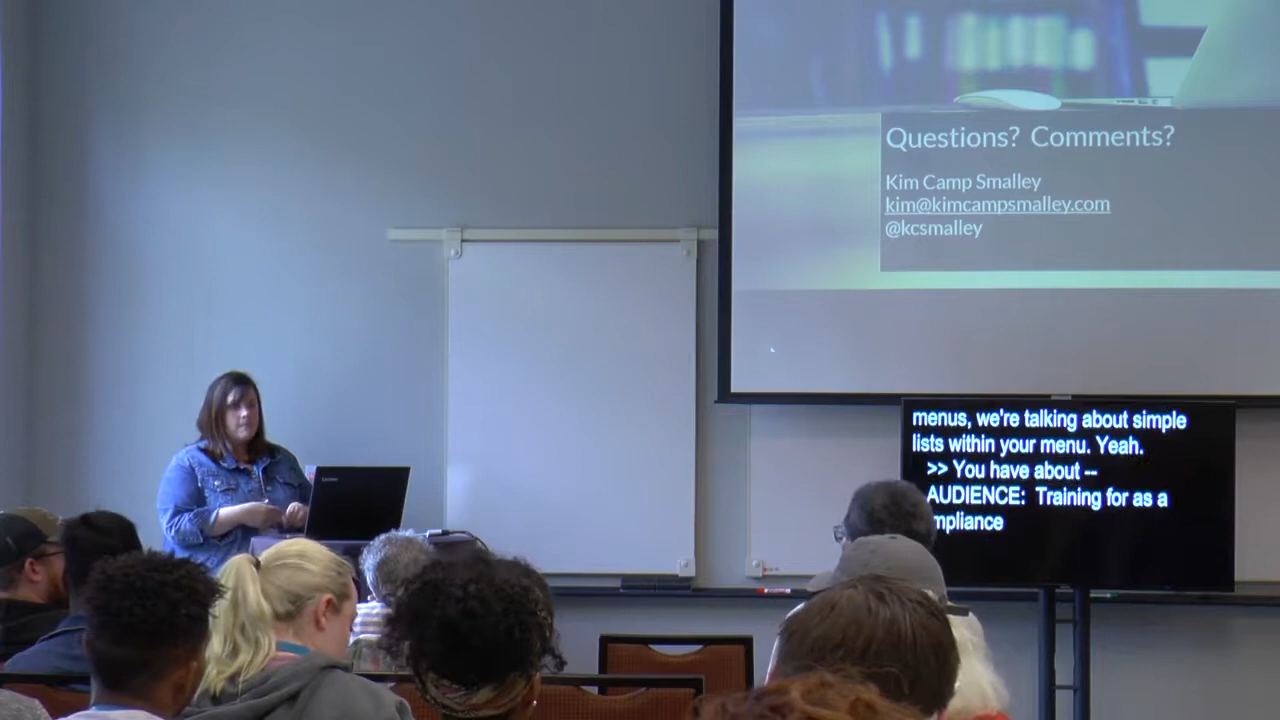 Questions? Comments?
Kim Camp Smalley
kim@kimcampsmalley.com
@kcsmalley
menus, we're talking about simple
lists within your menu. Yeah.
>> You have about --
AUDIENCE: Training for as a
mpliance